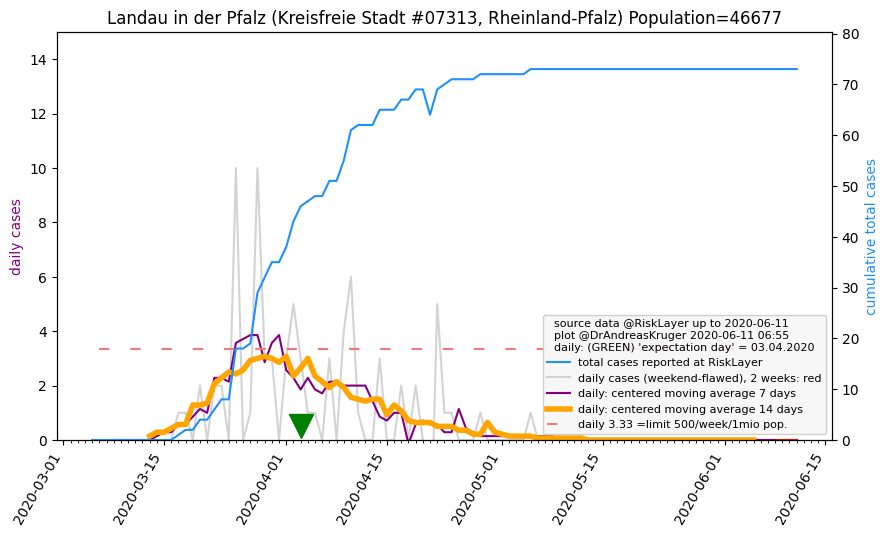 Landau in der Pfalz (Kreisfreie Stadt #07313, Rheinland-Pfalz) Population=46677
daily cases
14
12
10
8
6
4
2
0
80
70
60
50
40
30
20
10
0
cumulative total cases
source data @RiskLayer up to 2020-06-11
plot @DrAndreasKruger 2020-06-11 06:55
daily: (GREEN) 'expectation day' = 03.04.2020
total cases reported at RiskLayer
daily cases (weekend-flawed), 2 weeks: red
daily: centered moving average 7 days
daily: centered moving average 14 days
daily 3.33 =limit 500/week/1mio pop.
2020-03-01
2020-03-15
2020-04-01
2020-04-15
2020-05-01
2020-05-15
2020-06-01
2020-06-15